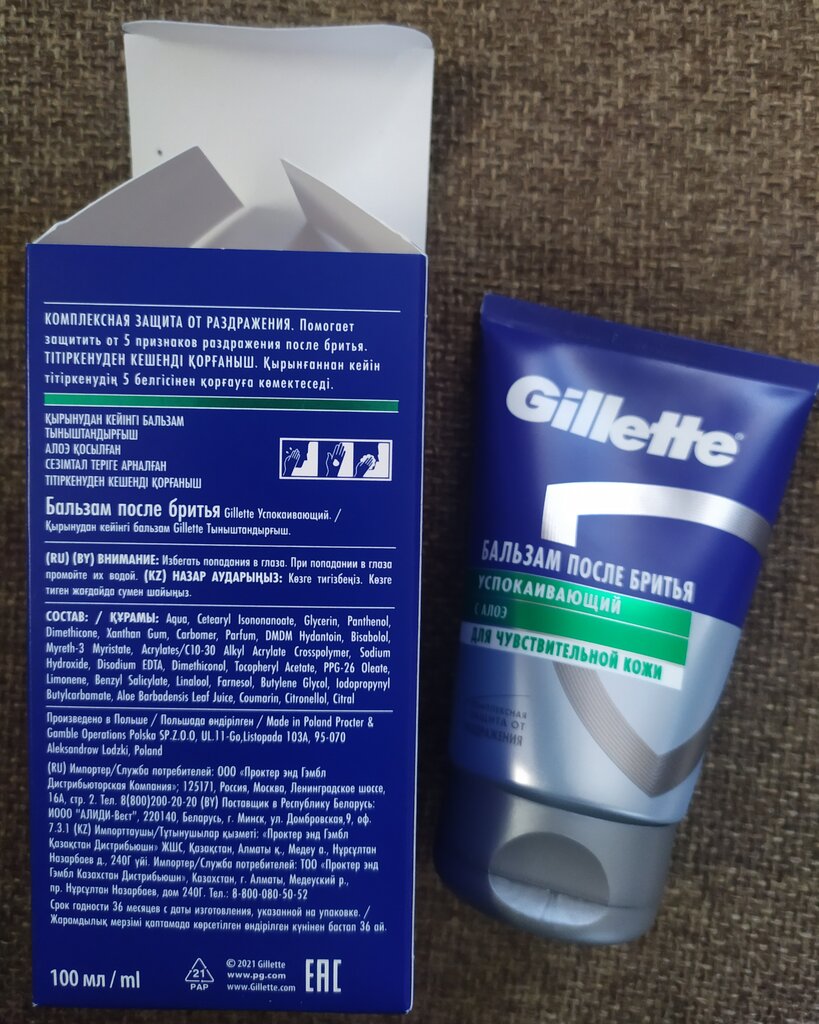 КОМПЛЕКСНАЯ ЗАЩИТА ОТ РАЗДРАЖЕНИЯ. Помогает
защитить от 5 признаков раздражения после бритья.
ТІТІРКЕНУДЕН КЕШЕНДІ ҚОРҒАНЫШ. Қырынғаннан кейін
тітіркенудің 5 белгісінен қорғауға көмектеседі.
ҚЫРЫНУДАН КЕЙІНГІ БАЛЬЗАМ
ТЫНЫШТАНДЫРҒЫШ
АЛОЭ ҚОСЫЛҒАН
СЕЗІМТАЛ ТЕРІГЕ АРНАЛҒАН
ТІТІРКЕНУДЕН КЕШЕНДІ ҚОРҒАНЫШ
Бальзам после бритья Gillette Успокаивающий. /
Қырынудан кейінгі бальзам Gillette Тыныштандырғыш.
(RU) (BY) ВНИМАНИЕ: Избегать попадания в глаза. При попадании в глаза
промойте их водой. (KZ) НАЗАР АУДАРЫҢЫЗ: Көзге тигізбеңіз. Көзге
тиген жағдайда сумен шайыңыз.
СОСТАВ: / ҚҰРАМЫ: Aqua, Cetearyl Isononanoate, Glycerin, Panthenol,
Dimethicone, Xanthan Gum, Carbomer, Parfum, DMDM Hydantoin, Bisabolol,
Myreth-3 Myristate, Acrylates/C10-30 Alkyl Acrylate Crosspolymer, Sodium
Hydroxide, Disodium EDTA, Dimethiconol, Tocopheryl Acetate, PPG-26 Oleate,
Limonene, Benzyl Salicylate, Linalool, Farnesol, Butylene Glycol, Iodopropynyl
Butylcarbamate, Aloe Barbadensis Leaf Juice, Coumarin, Citronellol, Citral
Произведено в Польше / Польшада өндірілген / Made in Poland Procter &
Gamble Operations Polska SP.Z.O.O, UL.11-Go,Listopada 103A, 95-070
Aleksandrow Lodzki, Poland
(RU) Импортер/Служба потребителей: ООО «Проктер энд Гэмбл
Дистрибьюторская Компания»; 125171, Россия, Москва, Ленинградское шоссе,
16А, стр. 2. Тел. 8(800)200-20-20 (BY) Поставщик в Республику Беларусь:
ИООО "АЛИДИ-Вест", 220140, Беларусь, г. Минск, ул. Домбровская,9, оф.
7.3.1 (KZ) Импорттаушы/Тұтынушылар қызметі: «Проктер энд Гэмбл
Қазақстан Дистрибьюшн» ЖШС, Қазақстан, Алматы қ., Медеу а., Нұрсұлтан
Назарбаев д., 240Г үйі. Импортер/Служба потребителей: ТОО «Проктер энд
Гэмбл Казахстан Дистрибьюшн», Казахстан, г. Алматы, Медеуский р.,
пр. Нұрсұлтан Назарбаев, дом 240Г. Тел.: 8-800-080-50-52
Срок годности 36 месяцев с даты изготовления, указанной на упаковке. /
Жарамдылық мерзімі қаптамада көрсетілген өндірілген күнінен бастап 36 ай.
100 мл / ml
21
PAP
© 2021 Gillette
www.pg.com
www.Gillette.com
EAC
Gillette®
БАЛЬЗАМ ПОСЛЕ БРИТЬЯ
УСПОКАИВАЮЩИЙ
С АЛОЭ
ДЛЯ ЧУВСТВИТЕЛЬНОЙ КОЖИ
КОМПЛЕКСНАЯ
ЗАЩИТА ОТ
РАЗДРАЖЕНИЯ